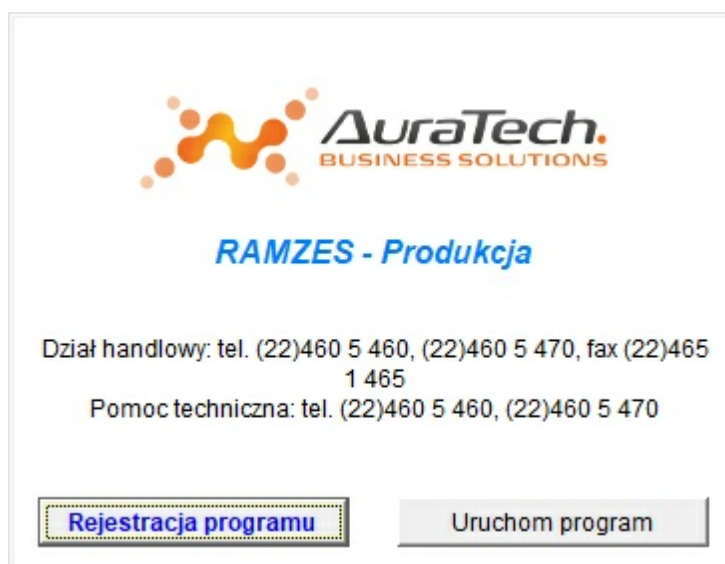 AuraTech.
BUSINESS SOLUTIONS
RAMZES - Produkcja
Dział handlowy: tel. (22)460 5 460, (22)460 5 470, fax (22)465
1 465
Pomoc techniczna: tel. (22)460 5 460, (22)460 5 470
Rejestracja programu
Uruchom program